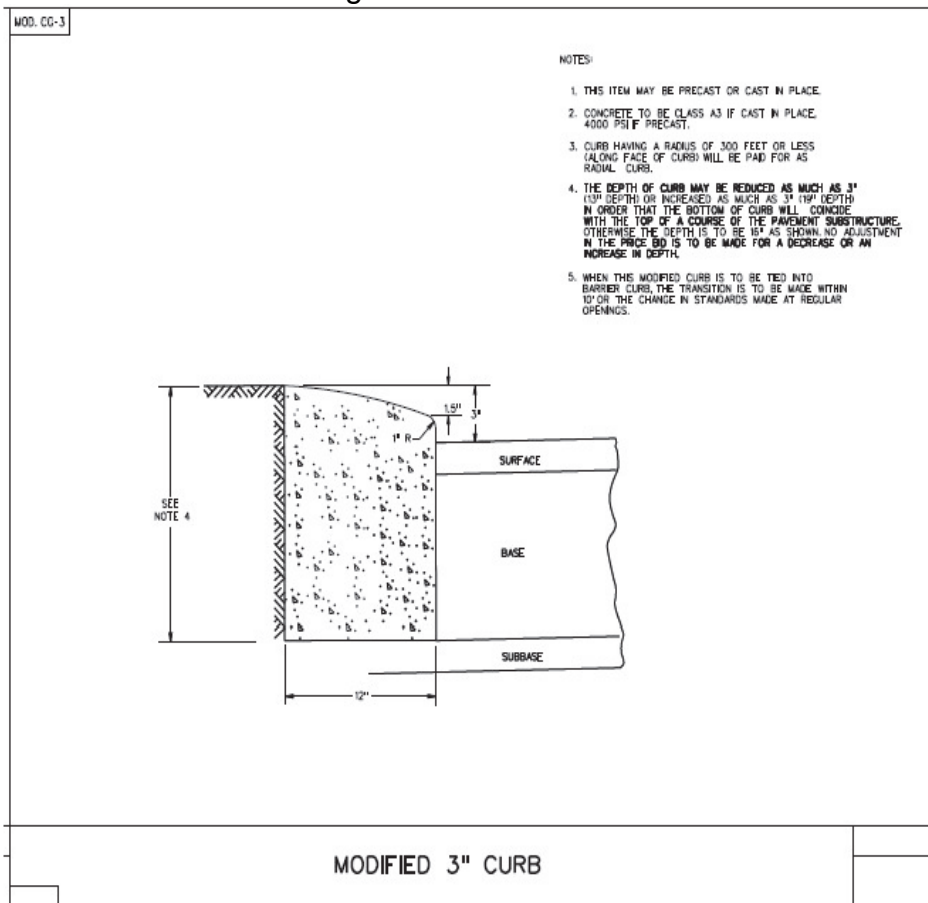 MOD. CG-3
NOTES:
1. THIS ITEM MAY BE PRECAST OR CAST IN PLACE.
2. CONCRETE TO BE CLASS A3 IF CAST IN PLACE,
4000 PSI IF PRECAST.
3. CURB HAVING A RADIUS OF 300 FEET OR LESS
(ALONG FACE OF CURB) WILL BE PAID FOR AS
RADIAL CURB.
4. THE DEPTH OF CURB MAY BE REDUCED AS MUCH AS 3"
(13" DEPTH) OR INCREASED AS MUCH AS 3" (19" DEPTH)
IN ORDER THAT THE BOTTOM OF CURB WILL COINCIDE
WITH THE TOP OF A COURSE OF THE PAVEMENT SUBSTRUCTURE.
OTHERWISE THE DEPTH IS TO BE 16" AS SHOWN. NO ADJUSTMENT
IN THE PRICE BID IS TO BE MADE FOR A DECREASE OR AN
INCREASE IN DEPTH.
5. WHEN THIS MODIFIED CURB IS TO BE TIED INTO
BARRIER CURB, THE TRANSITION IS TO BE MADE WITHIN
10' OR THE CHANGE IN STANDARDS MADE AT REGULAR
OPENINGS.
1.5"
3"
1" R
SURFACE
SEE
NOTE 4
BASE
SUBBASE
12"
MODIFIED 3" CURB